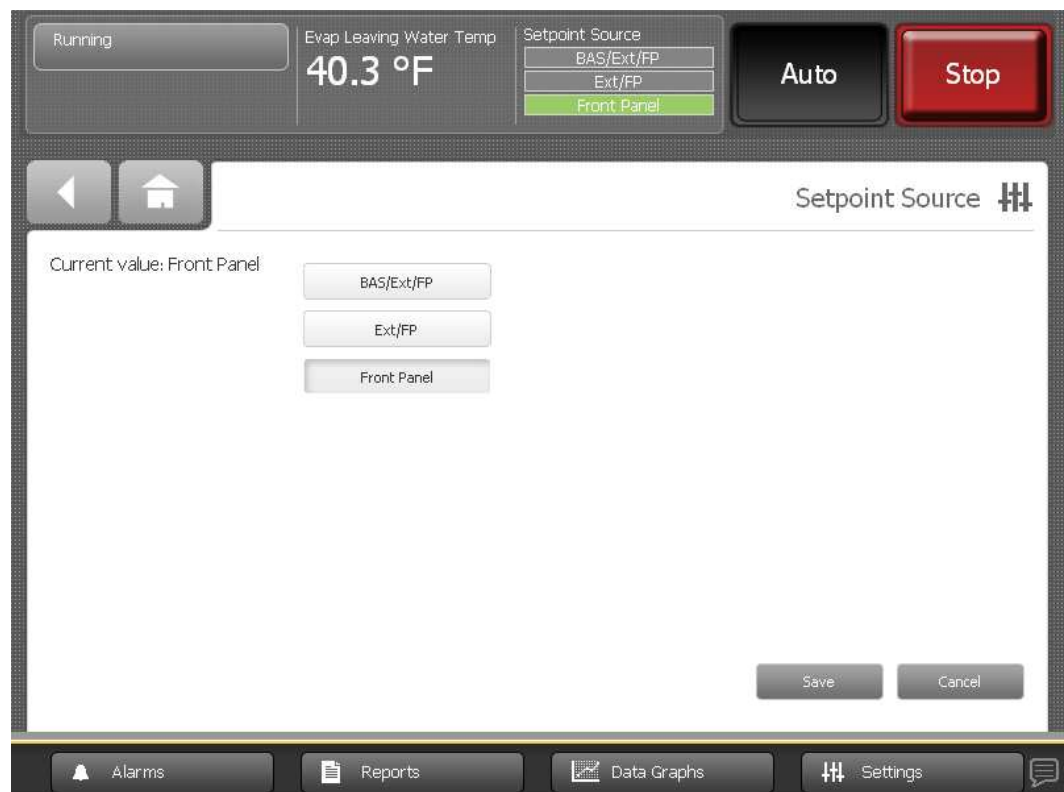 Running
Evap Leaving Water Temp
40.3 °F
Setpoint Source
BAS/Ext/FP
Ext/FP
Front Panel
Auto
Stop
Setpoint Source
Current value: Front Panel
BAS/Ext/FP
Ext/FP
Front Panel
Save
Cancel
Alarms
Reports
Data Graphs
Settings